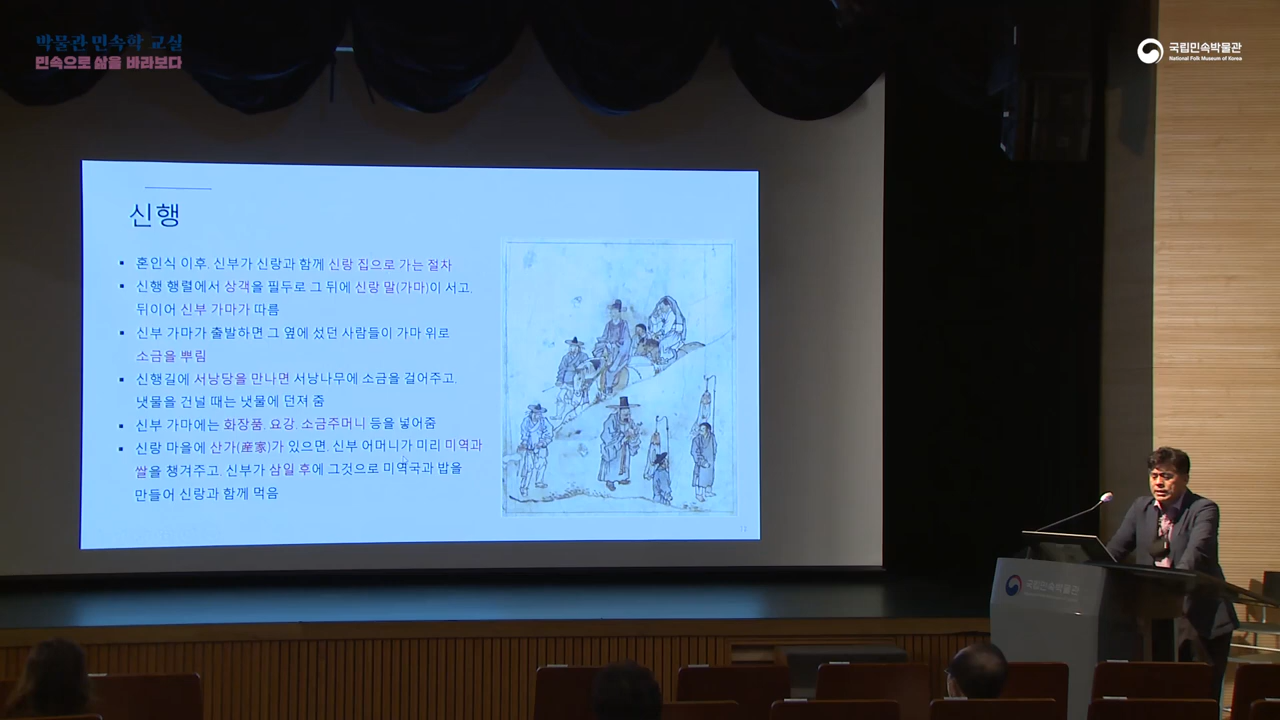 박물관 민속학 교실
민속으로 삶을 바라보다
국립민속박물관
National Folk Museum of Korea
신행
▪ 혼인식 이후, 신부가 신랑과 함께 신랑 집으로 가는 절차
▪ 신행 행렬에서 상객을 필두로 그 뒤에 신랑 말(가마)이 서고,
뒤이어 신부 가마가 따름
▪ 신부 가마가 출발하면 그 옆에 섰던 사람들이 가마 위로
소금을 뿌림
▪ 신행길에 서낭당을 만나면 서낭나무에 소금을 걸어주고,
냇물을 건널 때는 냇물에 던져 줌
▪ 신부 가마에는 화장품, 요강, 소금주머니 등을 넣어줌
▪ 신랑 마을에 산가(産家)가 있으면, 신부 어머니가 미리 미역과
쌀을 챙겨주고, 신부가 삼일 후에 그것으로 미역국과 밥을
만들어 신랑과 함께 먹음
12
국립민속박물관